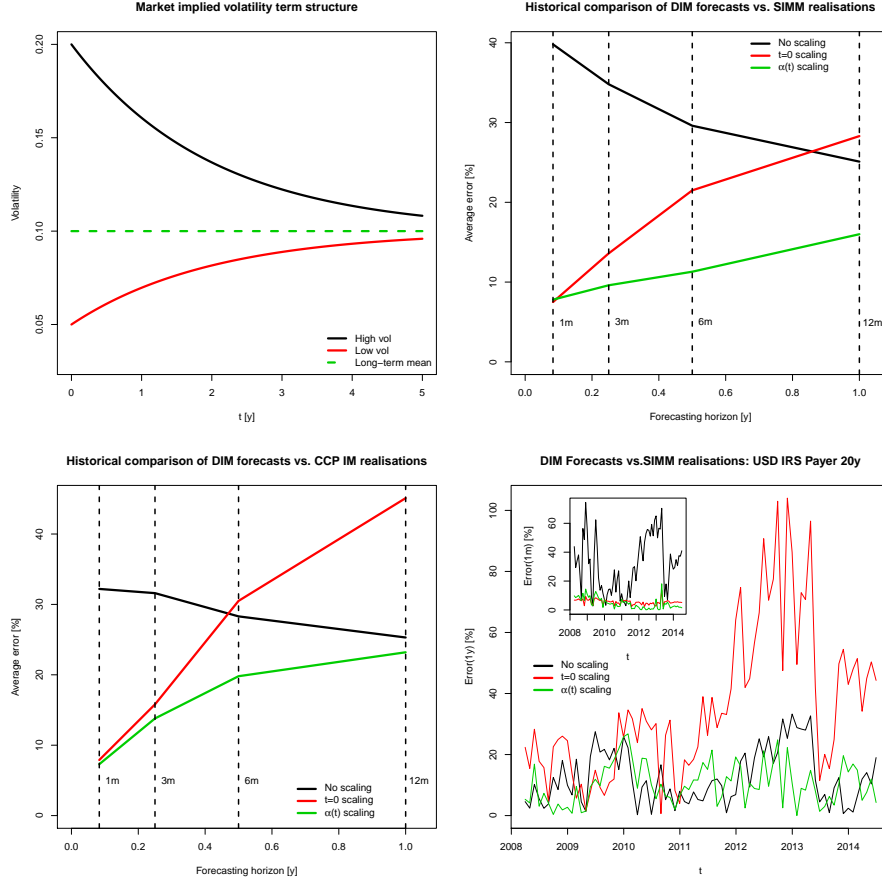 Market implied volatility term structure
0.20
0.15
0.10
0.05
Volatility
High vol
Low vol
Long−term mean
0 1 2 3 4 5
t [y]
Historical comparison of DIM forecasts vs. SIMM realisations
40
30
20
10
0
Average error [%]
No scaling
t=0 scaling
α(t) scaling
1m 3m 6m 12m
0.0 0.2 0.4 0.6 0.8 1.0
Forecasting horizon [y]
Historical comparison of DIM forecasts vs. CCP IM realisations
40
30
20
10
0
Average error [%]
1m 3m 6m 12m
No scaling
t=0 scaling
α(t) scaling
0.0 0.2 0.4 0.6 0.8 1.0
Forecasting horizon [y]
DIM Forecasts vs.SIMM realisations: USD IRS Payer 20y
100
80
60
40
20
0
Error(1y) [%]
60
40
20
0
Error(1m) [%]
2008 2010 2012 2014
t
No scaling
t=0 scaling
α(t) scaling
2008 2009 2010 2011 2012 2013 2014
t